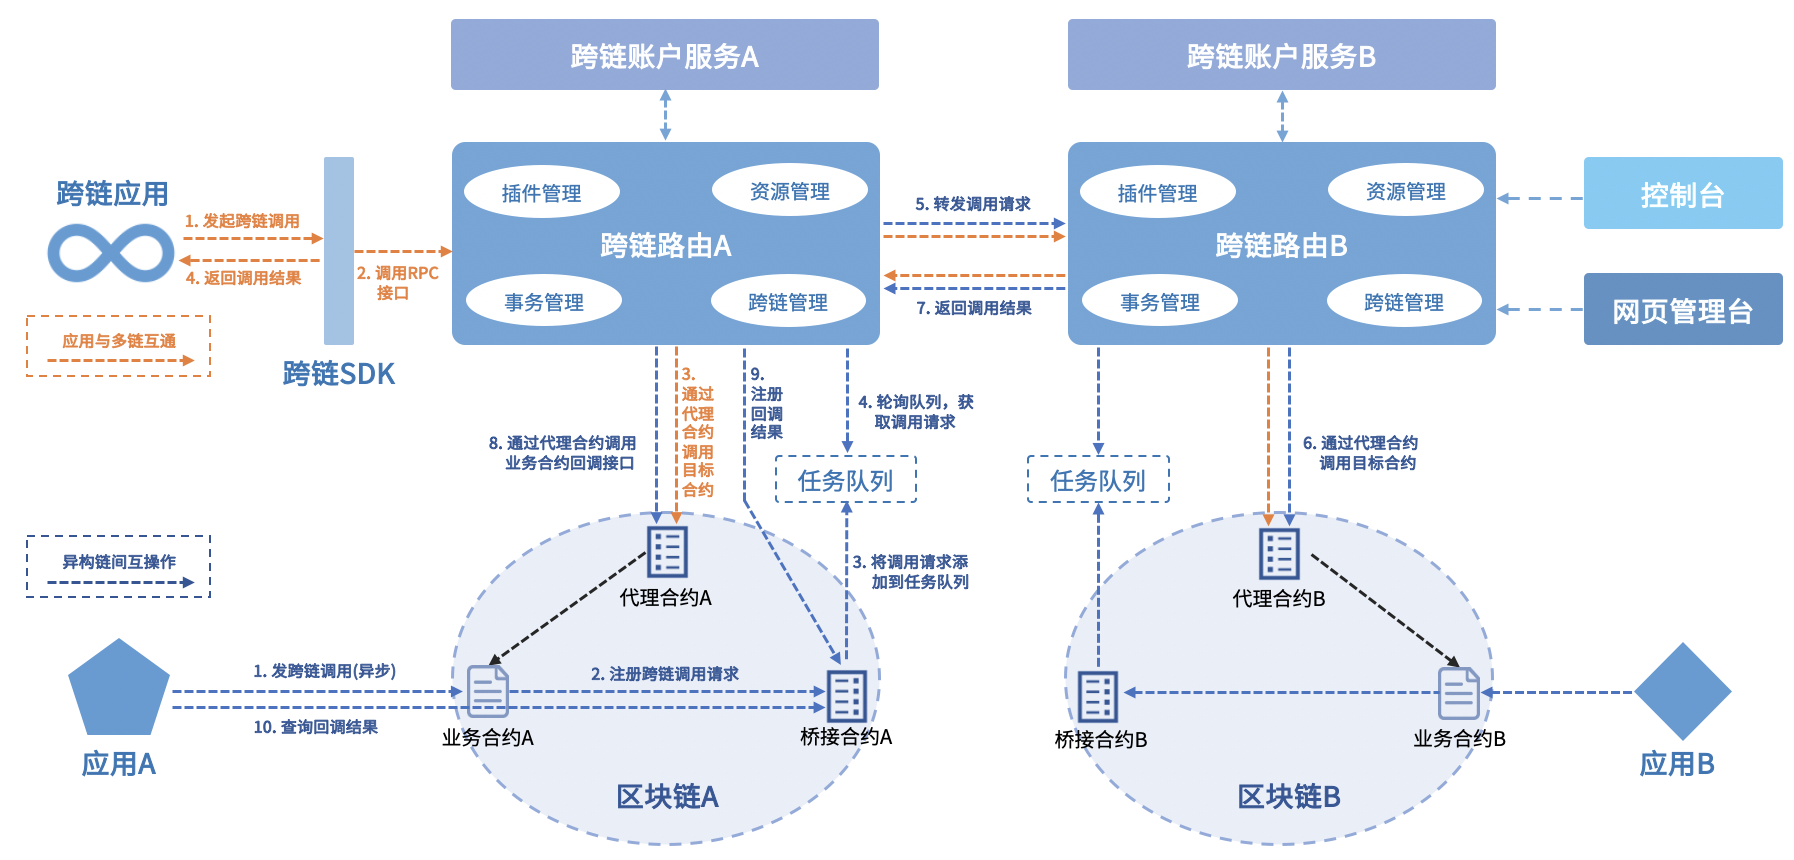 跨链账户服务A
跨链账户服务B
跨链应用
1. 发起跨链调用
4. 返回调用结果
2. 调用RPC
接口
跨链SDK
应用与多链互通
插件管理
资源管理
跨链路由A
事务管理
跨链管理
5. 转发调用请求
7. 返回调用结果
插件管理
资源管理
跨链路由B
事务管理
跨链管理
控制台
网页管理台
8. 通过代理合约调用
业务合约回调接口
3.
通过
代理
合约
调用
目标
合约
9.
注册
回调
结果
4. 轮询队列，获
取调用请求
任务队列
任务队列
6. 通过代理合约
调用目标合约
异构链间互操作
3. 将调用请求添
加到任务队列
代理合约A
代理合约B
1. 发跨链调用(异步)
2. 注册跨链调用请求
10. 查询回调结果
应用A
业务合约A
桥接合约A
区块链A
桥接合约B
业务合约B
区块链B
应用B